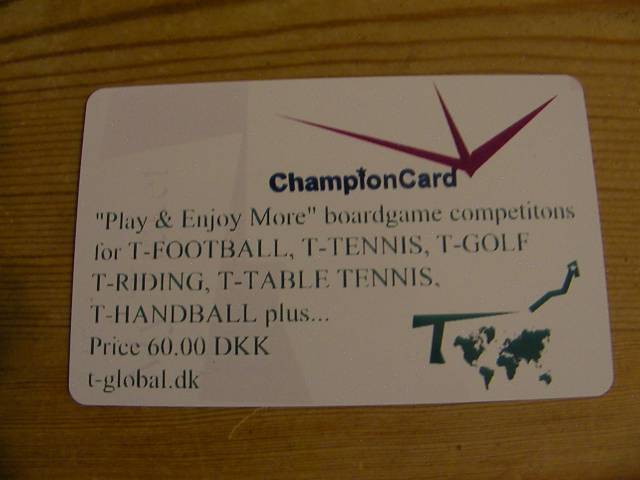 ChampionCard
"Play & Enjoy More" boardgame competitons
for T-FOOTBALL, T-TENNIS, T-GOLF
T-RIDING, T-TABLE TENNIS,
T-HANDBALL plus...
Price 60.00 DKK
t-global.dk
T